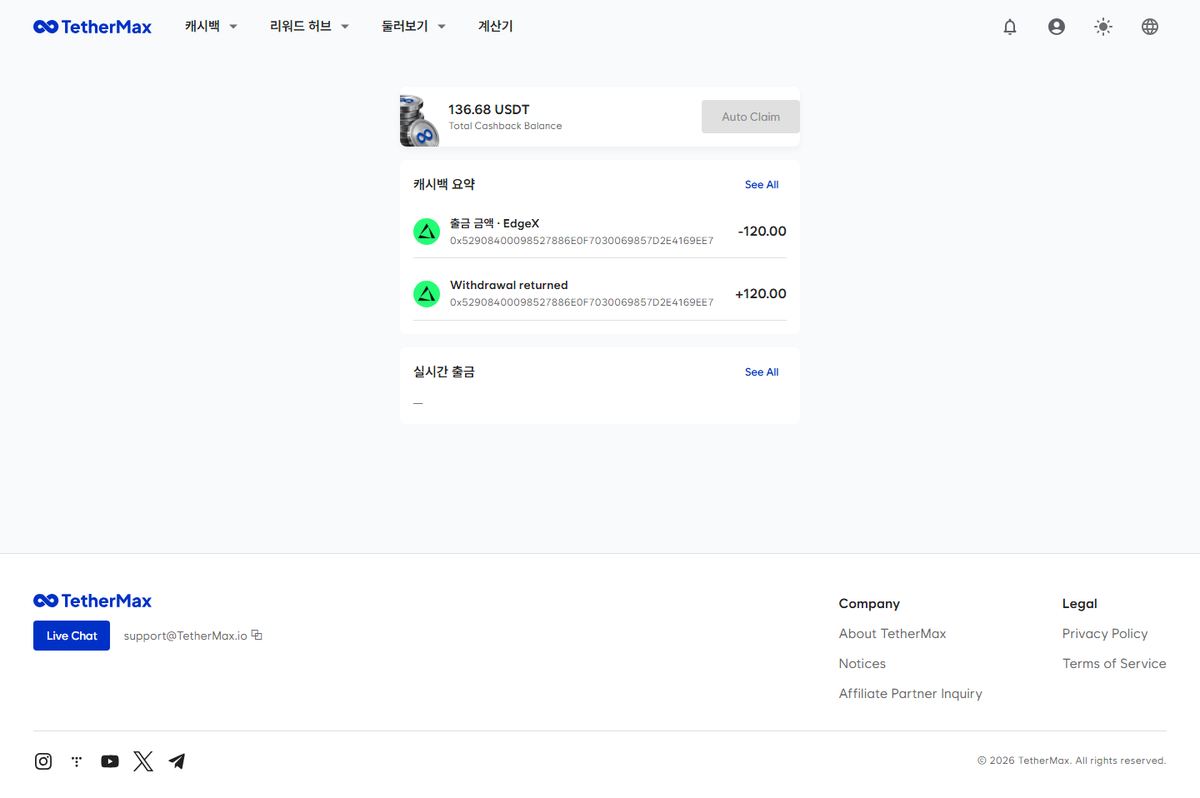 TetherMax
캐시백
리워드 허브
둘러보기
계산기
136.68 USDT
Total Cashback Balance
Auto Claim
캐시백 요약
See All
출금 금액 · EdgeX
0x52908400098527886E0F7030069857D2E4169EE7
-120.00
Withdrawal returned
0x52908400098527886E0F7030069857D2E4169EE7
+120.00
실시간 출금
See All
—
TetherMax
Live Chat
support@TetherMax.io
Company
About TetherMax
Notices
Affiliate Partner Inquiry
Legal
Privacy Policy
Terms of Service
© 2026 TetherMax. All rights reserved.